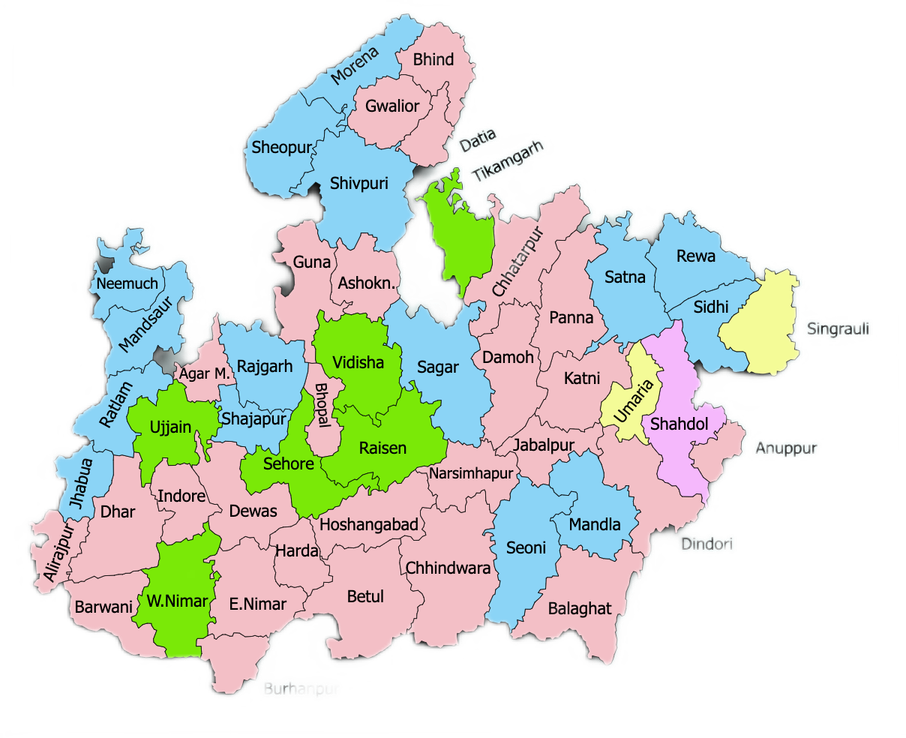 Morena
Bhind
Gwalior
Sheopur
Datia
Tikamgarh
Shivpuri
Guna
Ashokn.
Chhatarpur
Panna
Satna
Rewa
Sidhi
Singrauli
Neemuch
Mandsaur
Agar M.
Rajgarh
Vidisha
Sagar
Damoh
Katni
Umaria
Shahdol
Ratlam
Ujjain
Shajapur
Bhopal
Sehore
Raisen
Jabalpur
Anuppur
Jhabua
Dhar
Indore
Dewas
Narsimhapur
Hoshangabad
Seoni
Mandla
Dindori
Alirajpur
Harda
Chhindwara
Barwani
W.Nimar
E.Nimar
Betul
Balaghat
Burhanpur